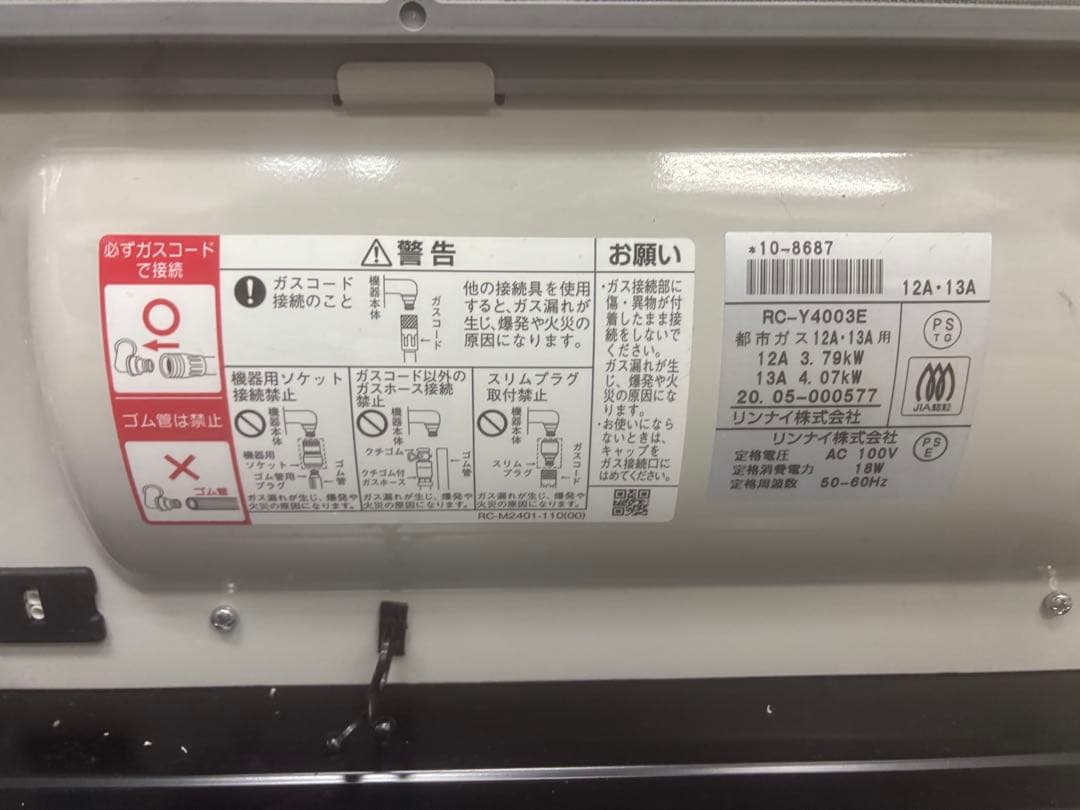 必ずガスコード
で接続
ゴム管は禁止
ゴム管
警告
ガスコード
接続のこと
機器本体
ガスコード
他の接続具を使用
すると、ガス漏れが
生じ、爆発や火災の
原因になります。
機器用ソケット
接続禁止
機器本体
機器用
ソケット
ゴム管用
プラグ
ゴム管
ガス漏れが生じ、爆発や
火災の原因になります。
ガスコード以外の
ガスホース接続
禁止
機器本体
クチゴム
クチゴム付
ガスホース
ゴム管
ガス漏れが生じ、爆発や
火災の原因になります。
スリムプラグ
取付禁止
機器本体
スリム
プラグ
ガスコード
ガス漏れが生じ、爆発や
火災の原因になります。
RC-M2401-110(00)
お願い
・ガス接続部に
傷・異物が付
着したまま接
続をしないで
ください。
ガス漏れが生
じ、爆発や火
災の原因にな
ります。
・お使いになら
ないときは、
キャップを
ガス接続口に
はめてください。
*10-8687
12A・13A
RC-Y4003E
都市ガス12A・13A用
12A 3.79kW
13A 4.07kW
20. 05-000577
リンナイ株式会社
PS
TG
JIA認証
リンナイ株式会社
定格電圧 AC 100V
定格消費電力 18W
定格周波数 50-60Hz
PS
E